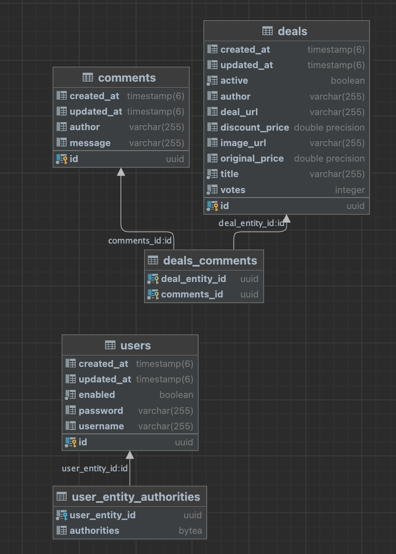 deals
created_at timestamp(6)
updated_at timestamp(6)
active boolean
author varchar(255)
deal_url varchar(255)
discount_price double precision
image_url varchar(255)
original_price double precision
title varchar(255)
votes integer
id uuid
comments
created_at timestamp(6)
updated_at timestamp(6)
author varchar(255)
message varchar(255)
id uuid
deal_entity_id:id
comments_id:id
deals_comments
deal_entity_id uuid
comments_id uuid
users
created_at timestamp(6)
updated_at timestamp(6)
enabled boolean
password varchar(255)
username varchar(255)
id uuid
user_entity_id:id
user_entity_authorities
user_entity_id uuid
authorities bytea